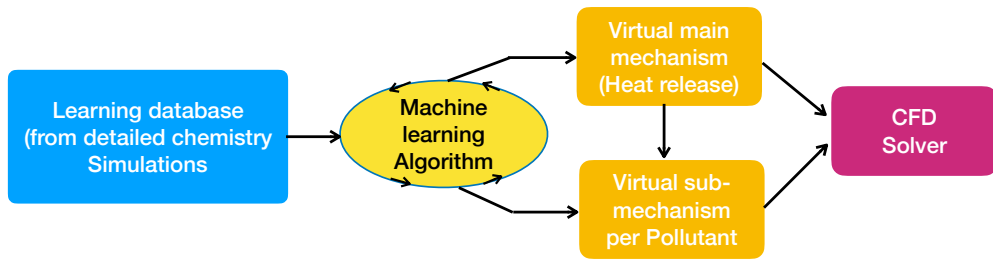 Learning database
(from detailed chemistry
Simulations
Machine
learning
Algorithm
Virtual main
mechanism
(Heat release)
Virtual sub-
mechanism
per Pollutant
CFD
Solver